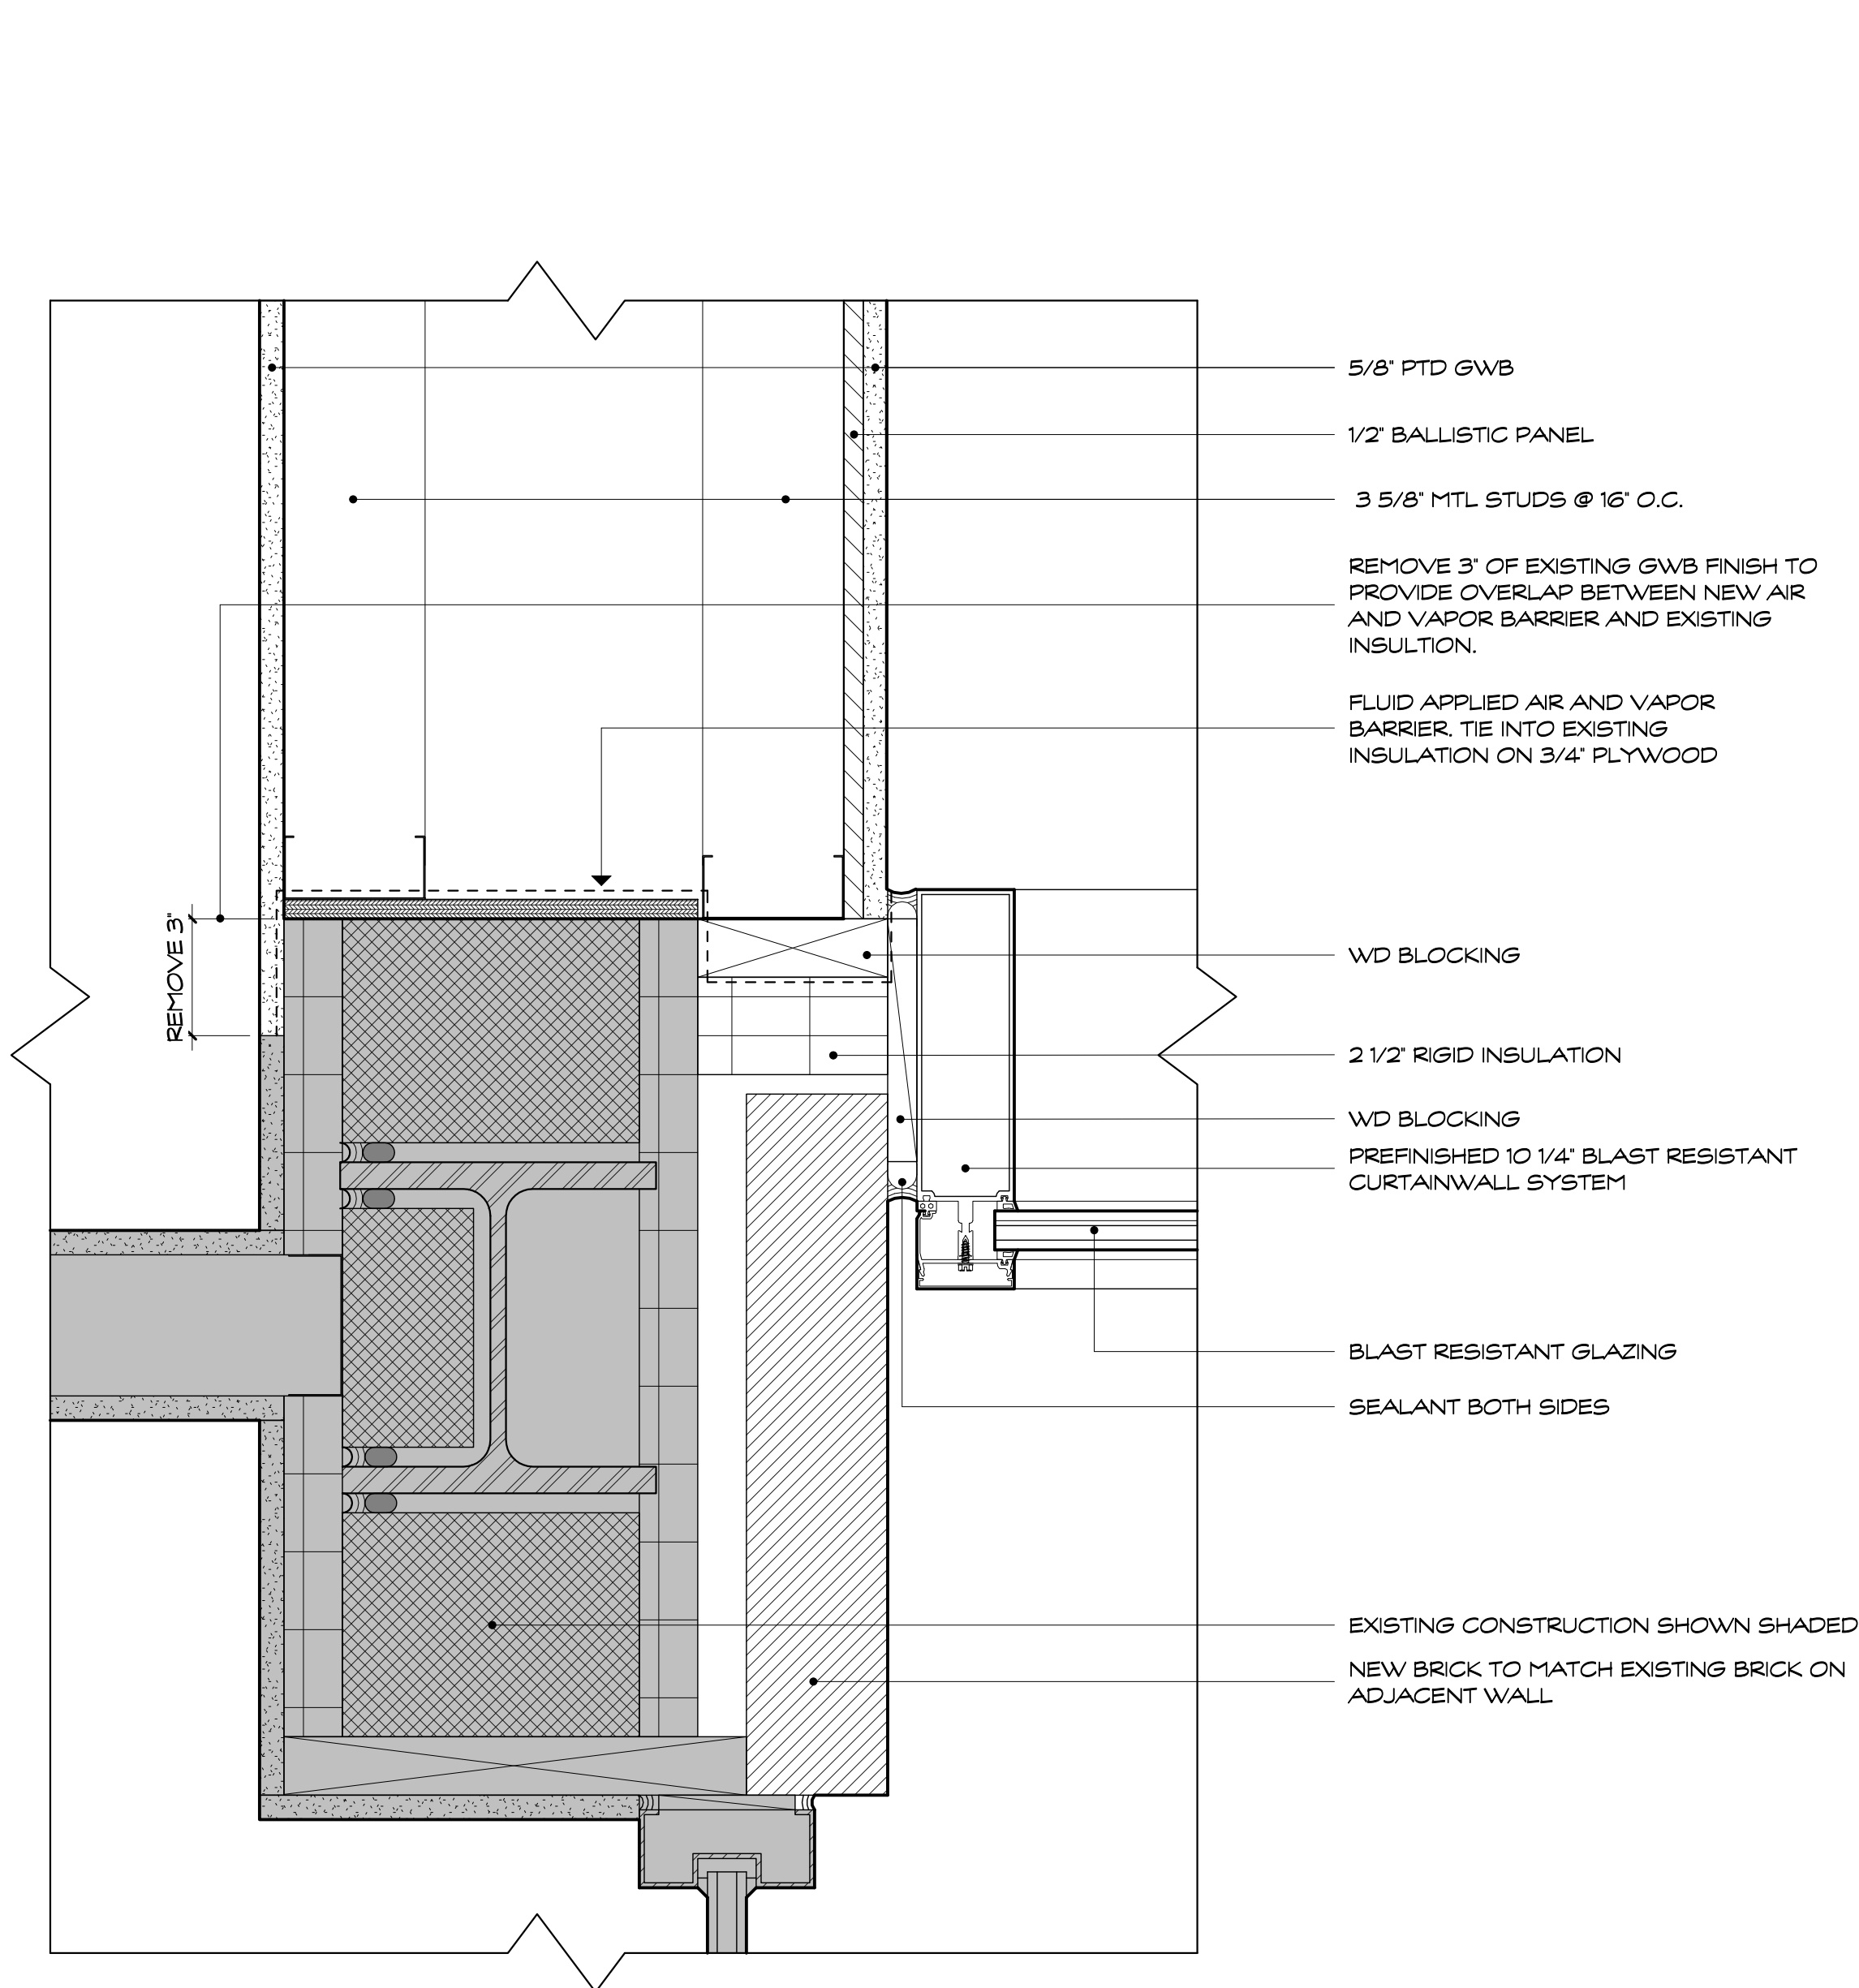 5/8" PTD GWB
1/2" BALLISTIC PANEL
3 5/8" MTL STUDS @ 16" O.C.
REMOVE 3" OF EXISTING GWB FINISH TO
PROVIDE OVERLAP BETWEEN NEW AIR
AND VAPOR BARRIER AND EXISTING
INSULTION.
FLUID APPLIED AIR AND VAPOR
BARRIER. TIE INTO EXISTING
INSULATION ON 3/4" PLYWOOD
REMOVE 3"
WD BLOCKING
2 1/2" RIGID INSULATION
WD BLOCKING
PREFINISHED 10 1/4" BLAST RESISTANT
CURTAINWALL SYSTEM
BLAST RESISTANT GLAZING
SEALANT BOTH SIDES
EXISTING CONSTRUCTION SHOWN SHADED
NEW BRICK TO MATCH EXISTING BRICK ON
ADJACENT WALL